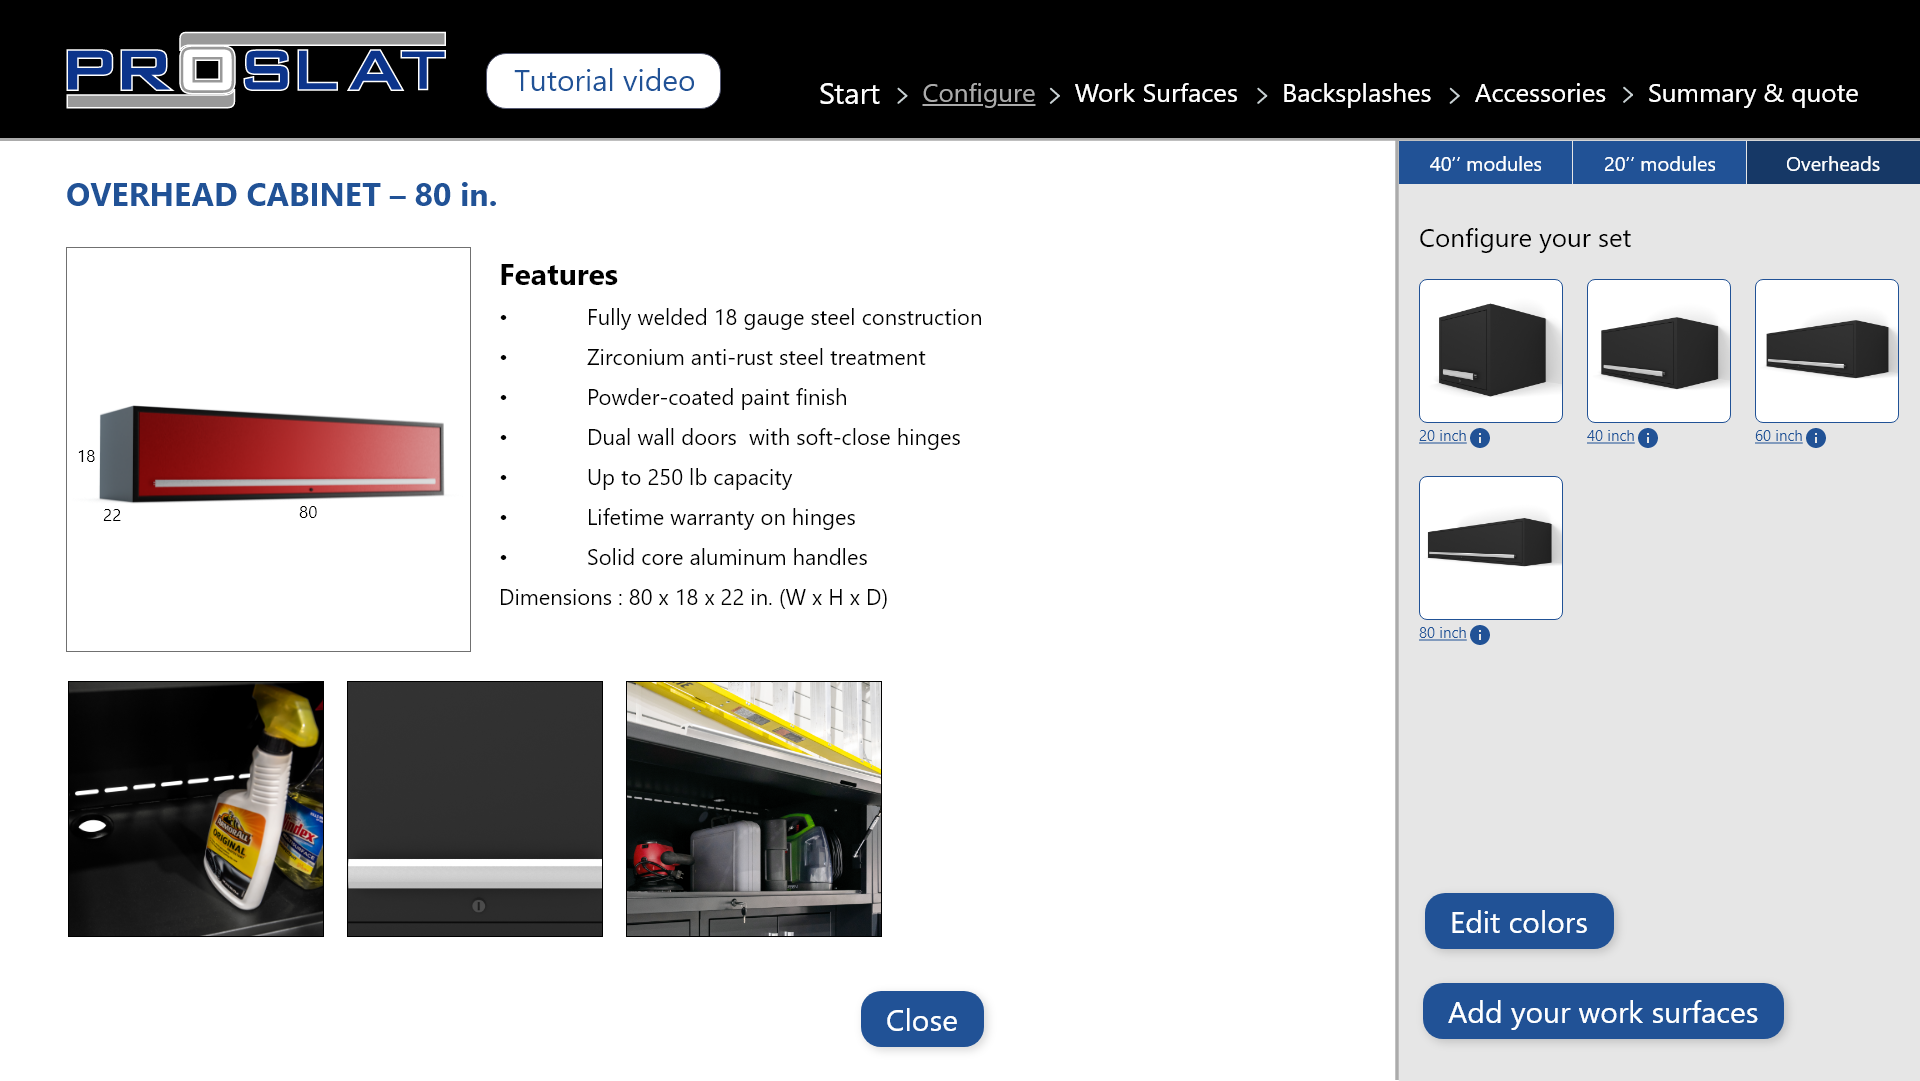 PROSLAT
Tutorial video
Start > Configure > Work Surfaces > Backsplashes > Accessories > Summary & quote
40’’ modules
20’’ modules
Overheads
OVERHEAD CABINET – 80 in.
Configure your set
Features
• Fully welded 18 gauge steel construction
• Zirconium anti-rust steel treatment
• Powder-coated paint finish
• Dual wall doors  with soft-close hinges
• Up to 250 lb capacity
• Lifetime warranty on hinges
• Solid core aluminum handles
Dimensions : 80 x 18 x 22 in. (W x H x D)
18
22
80
20 inch i
40 inch i
60 inch i
80 inch i
ARMOR ALL
ORIGINAL
Windex
Edit colors
Add your work surfaces
Close